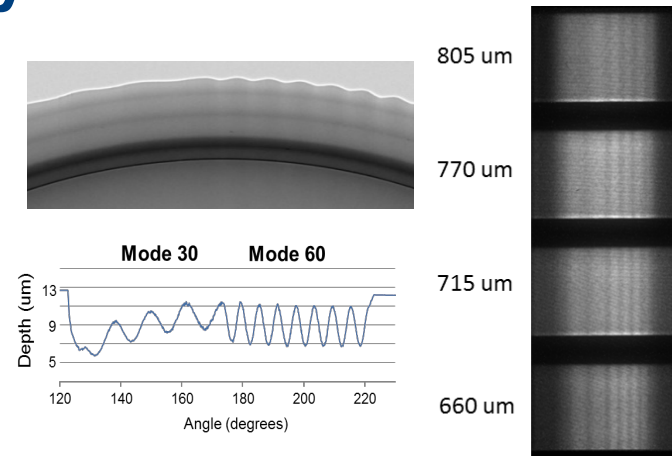 805 um
770 um
715 um
660 um
Mode 30 Mode 60
Depth (um)
13
9
5
120 140 160 180 200 220
Angle (degrees)